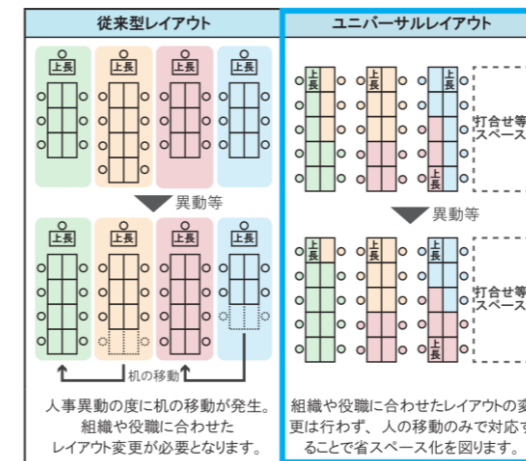 従来型レイアウト
ユニバーサルレイアウト
上長
上長
上長
上長
上長
上長
上長
上長
打合せ等
スペース
異動等
異動等
上長
上長
上長
上長
上長
上長
上長
上長
打合せ等
スペース
机の移動
人事異動の度に机の移動が発生。
組織や役職に合わせた
レイアウト変更が必要となります。
組織や役職に合わせたレイアウトの変
更は行わず、人の移動のみで対応す
ることで省スペース化を図ります。